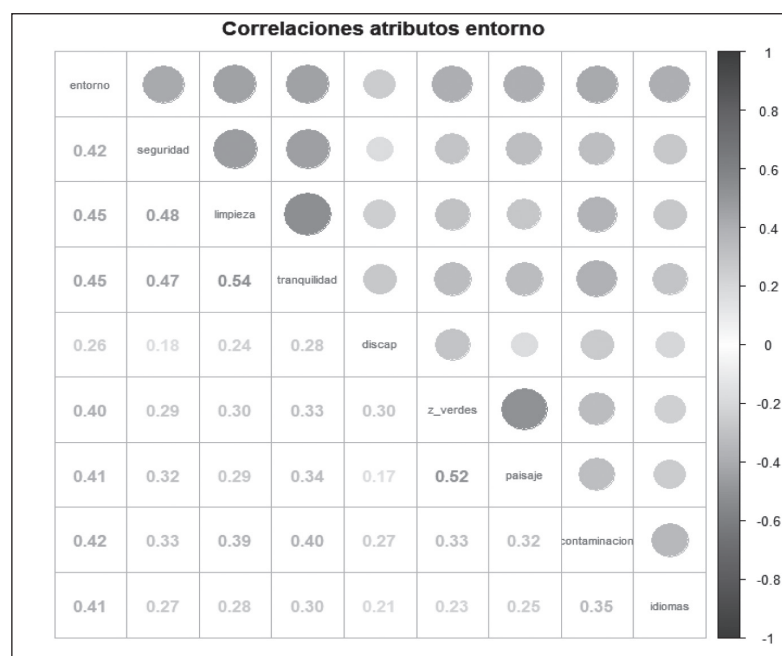 Correlaciones atributos entorno
entorno
0.42 seguridad
0.45 0.48 limpieza
0.45 0.47 0.54 tranquilidad
0.26 0.18 0.24 0.28 discap
0.40 0.29 0.30 0.33 0.30 z_verdes
0.41 0.32 0.29 0.34 0.17 0.52 paisaje
0.42 0.33 0.39 0.40 0.27 0.33 0.32 contaminacion
0.41 0.27 0.28 0.30 0.21 0.23 0.25 0.35 idiomas
1
0.8
0.6
0.4
0.2
0
-0.2
-0.4
-0.6
-0.8
-1